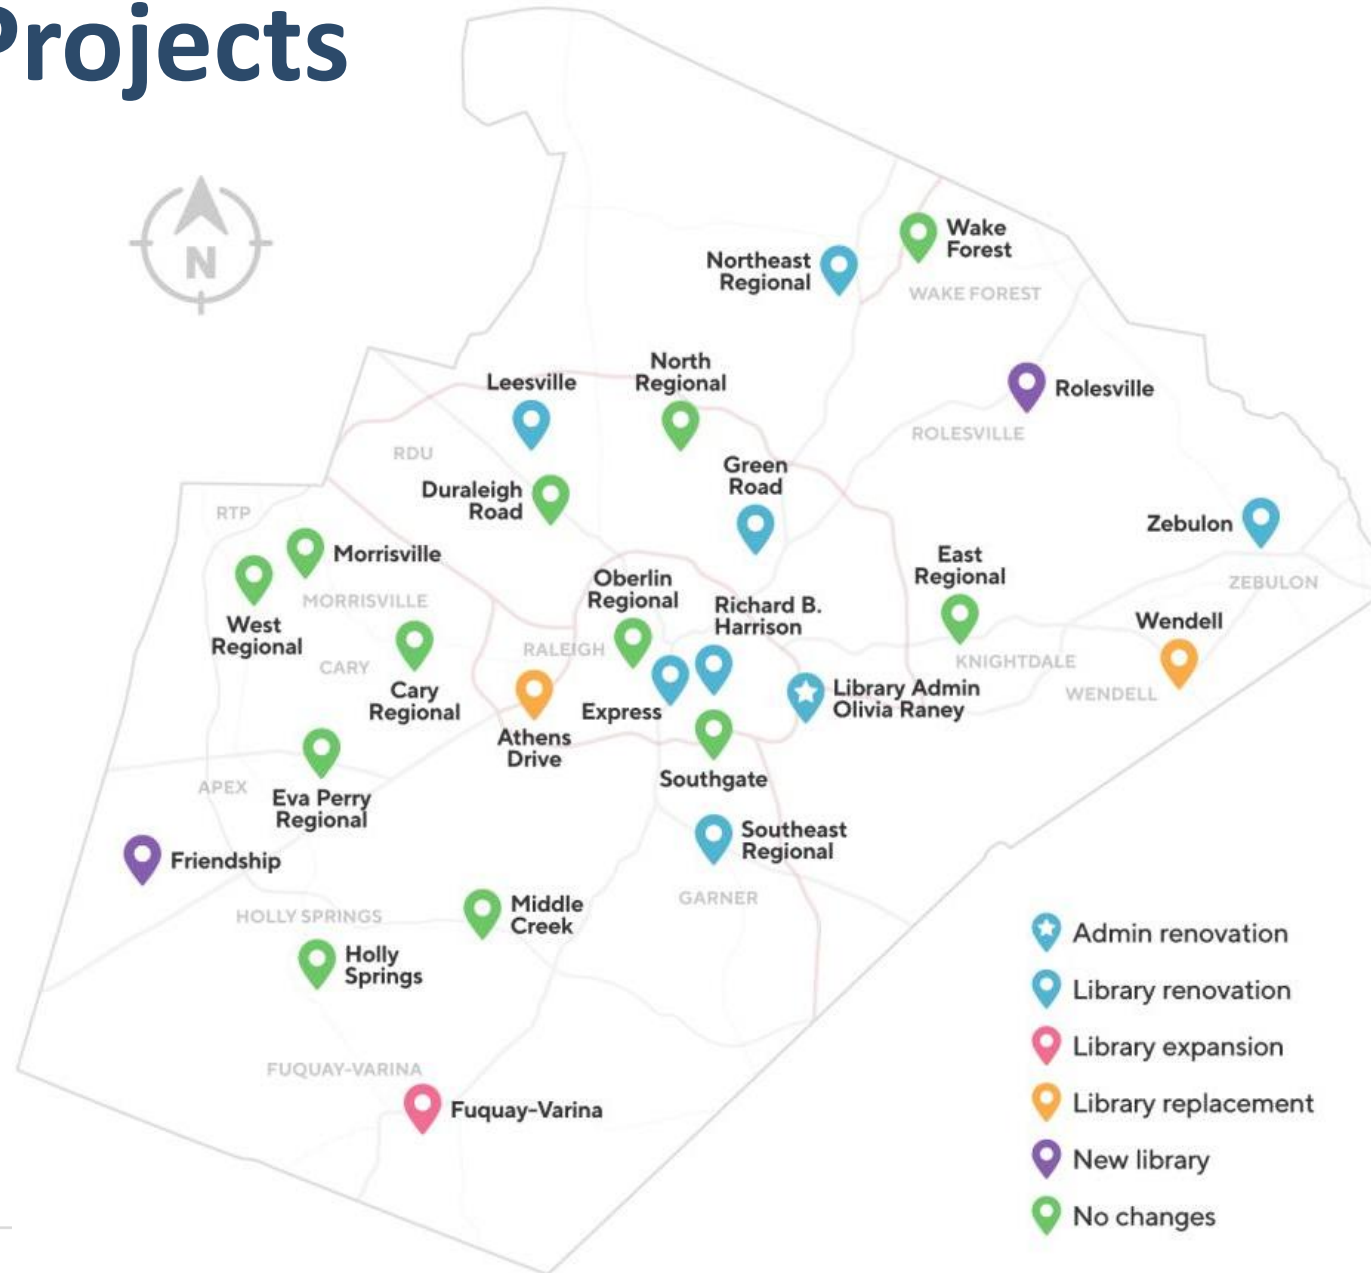 Projects
N
Wake
Forest
Northeast
Regional
WAKE FOREST
North
Regional
Leesville
Rolesville
ROLESVILLE
RDU
Green
Road
Duraleigh
Road
RTP
Zebulon
Morrisville
East
Regional
ZEBULON
Oberlin
Regional
MORRISVILLE
Richard B.
Harrison
Wendell
West
Regional
RALEIGH
CARY
KNIGHTDALE
WENDELL
Cary
Regional
Express
Library Admin
Olivia Raney
Athens
Drive
Southgate
APEX
Eva Perry
Regional
Southeast
Regional
Friendship
GARNER
Middle
Creek
HOLLY SPRINGS
Holly
Springs
FUQUAY-VARINA
Fuquay-Varina
Admin renovation
Library renovation
Library expansion
Library replacement
New library
No changes